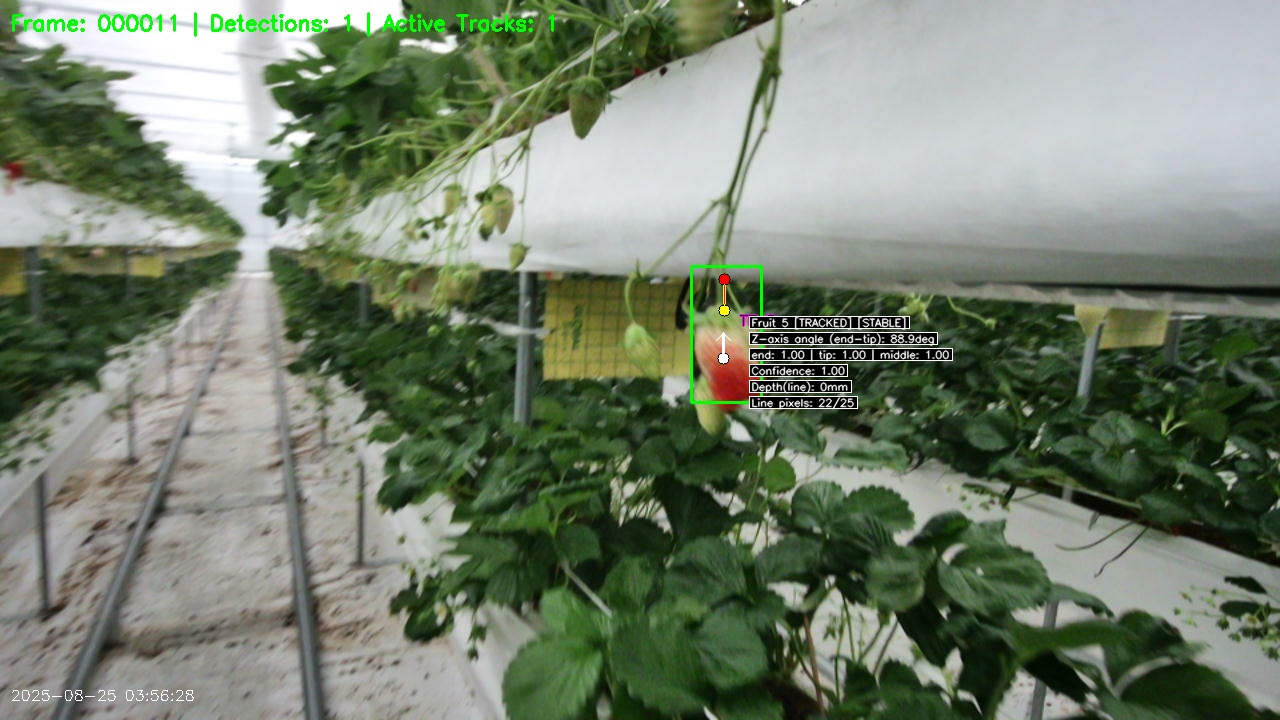 Frame: 000011 | Detections: 1 | Active Tracks: 1
Fruit 5 [TRACKED] [STABLE]
Z-axis angle (end-tip): 88.9deg
end: 1.00 | tip: 1.00 | middle: 1.00
Confidence: 1.00
Depth(line): 0mm
Line pixels: 22/25
2025-08-25 03:56:28